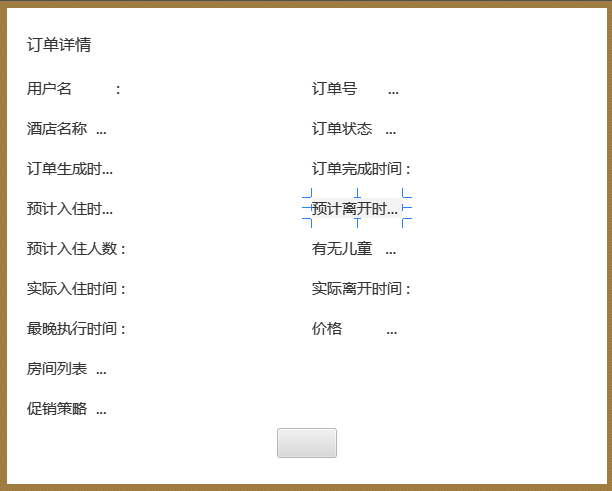 订单详情
用户名 : 订单号 ...
酒店名称 ... 订单状态 ...
订单生成时... 订单完成时间 :
预计入住时... 预计离开时...
预计入住人数 : 有无儿童 ...
实际入住时间 : 实际离开时间 :
最晚执行时间 : 价格 ...
房间列表 ...
促销策略 ...